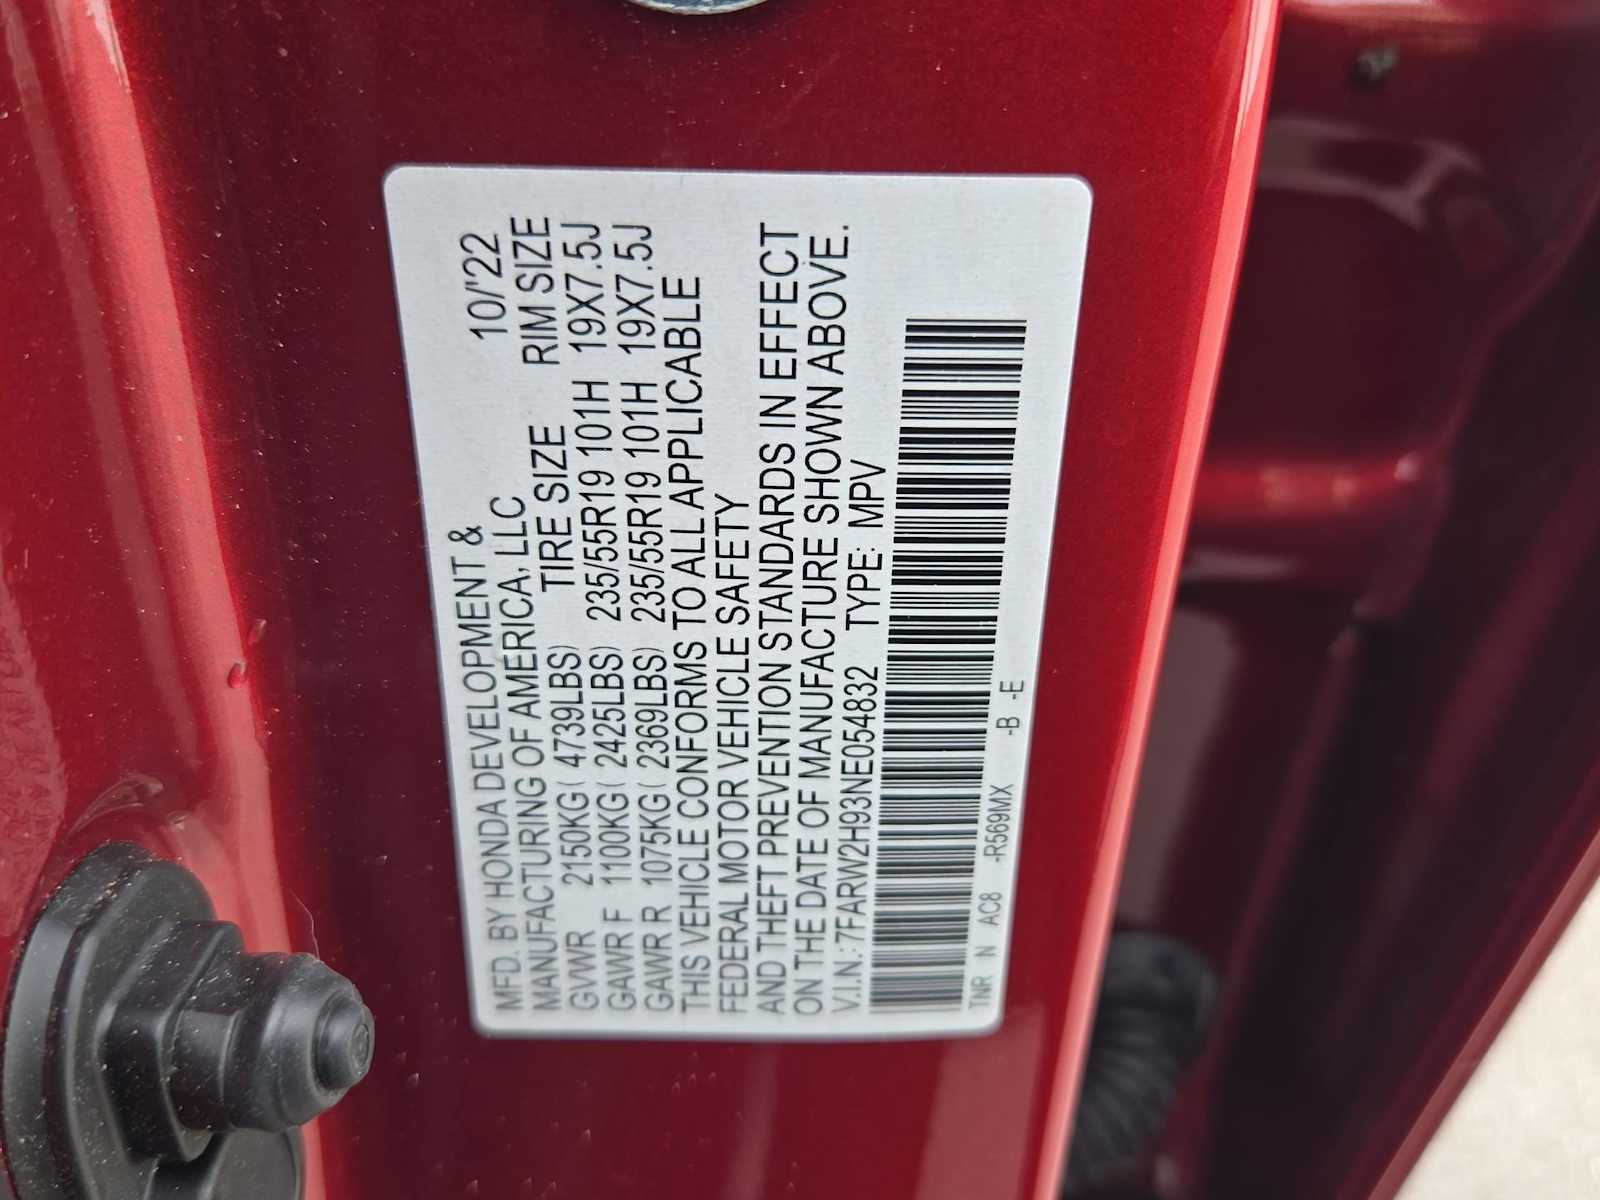 MFD. BY HONDA DEVELOPMENT & 10/'22
MANUFACTURING OF AMERICA, LLC RIM SIZE
TIRE SIZE
GVWR 2150KG( 4739LBS) 235/55R19 101H 19X7.5J
GAWR F 1100KG( 2425LBS) 235/55R19 101H 19X7.5J
GAWR R 1075KG( 2369LBS)
THIS VEHICLE CONFORMS TO ALL APPLICABLE
FEDERAL MOTOR VEHICLE SAFETY
AND THEFT PREVENTION STANDARDS IN EFFECT
ON THE DATE OF MANUFACTURE SHOWN ABOVE.
V.I.N.:7FARW2H93NE054832 TYPE: MPV
TNR N AC8 -R569MX -B -E